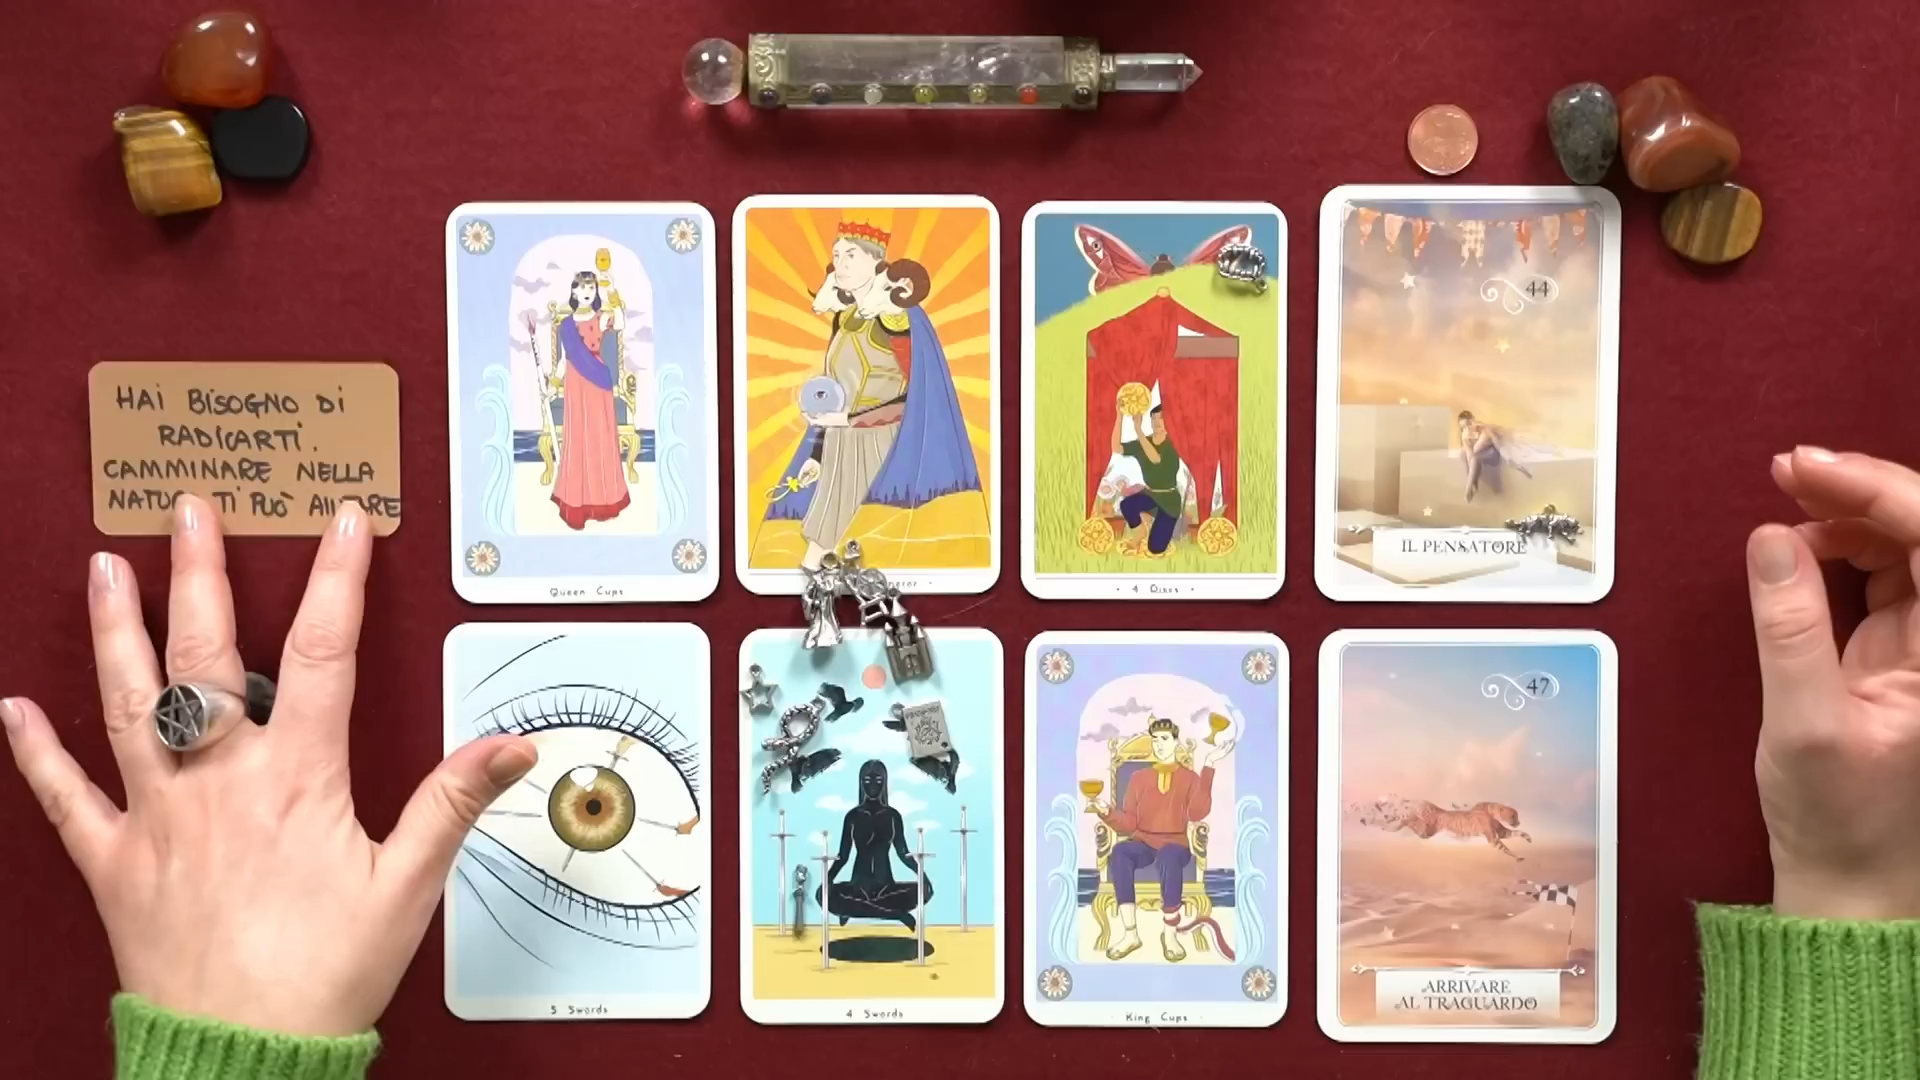 HAI BISOGNO DI
RADICARTI.
CAMMINARE NELLA
TI PUÒ
Queen Cups
4 Discs
44
IL PENSATORE
5 Swords
4 Swords
King Cups
47
ARRIVARE
AL TRAGUARDO